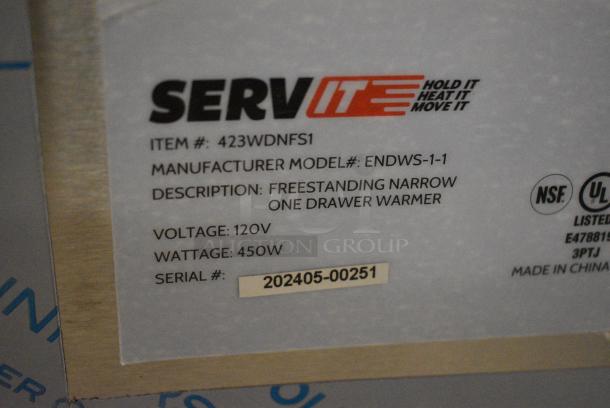 SERVIT HOLD IT
HEAT IT
MOVE IT
ITEM #: 423WDNFS1
MANUFACTURER MODEL#: ENDWS-1-1
DESCRIPTION: FREESTANDING NARROW
ONE DRAWER WARMER
VOLTAGE: 120V
WATTAGE: 450W
SERIAL #: 202405-00251
NSF
UL
LISTED
E478819
3PTJ
MADE IN CHINA
AUCTION GROUP